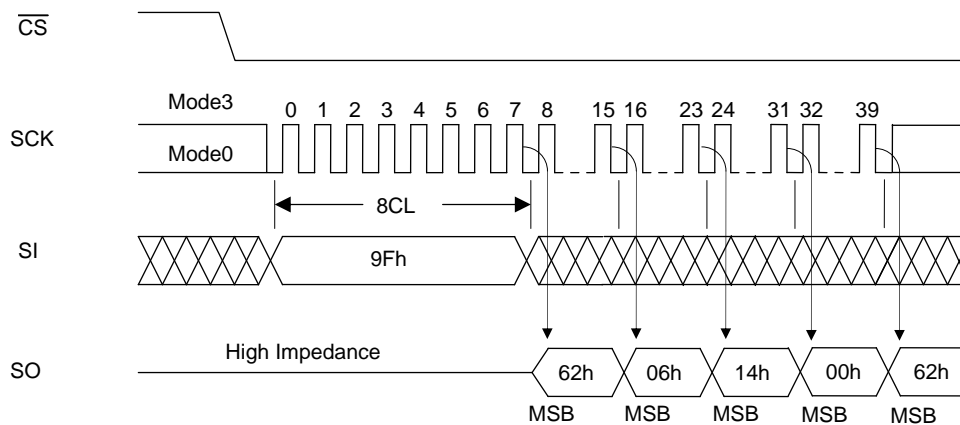 CS
Mode3 0 1 2 3 4 5 6 7 8 15 16 23 24 31 32 39
SCK
Mode0
8CL
SI
9Fh
High Impedance
SO
62h 06h 14h 00h 62h
MSB MSB MSB MSB MSB